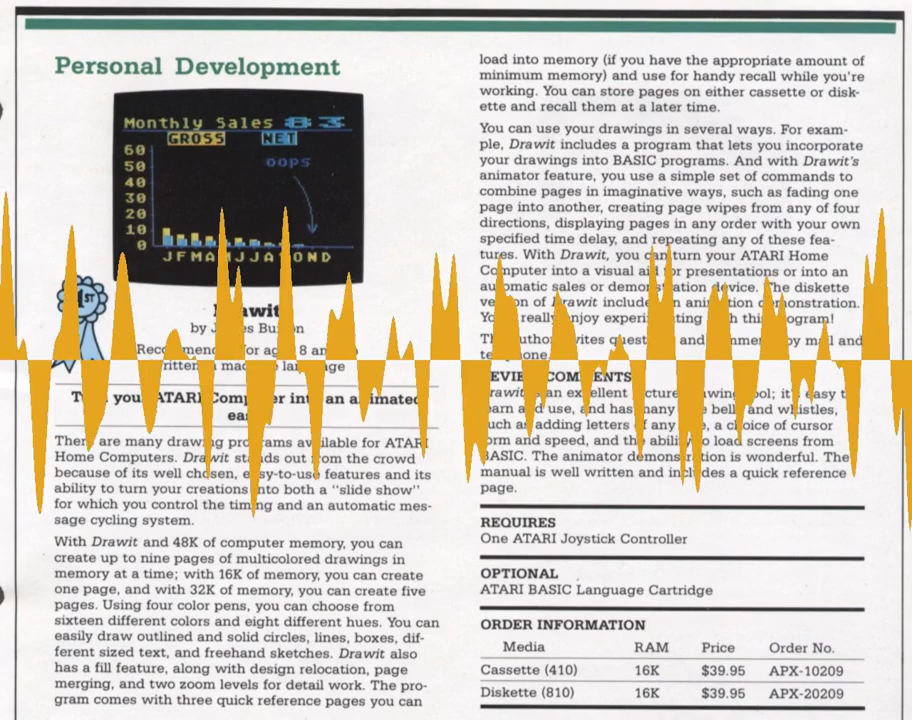 Personal Development
Monthly Sales 83
GROSS NET
60
50
40
30
20
10
0
OOPS
J F M A M J J A S O N D
1ST
Drawit
by James Burton
Recommended for ages 8 and
written in machine language
Turn your ATARI Computer into an animated
There are many drawing programs available for ATARI
Home Computers. Drawit stands out from the crowd
because of its well chosen, easy-to-use features and its
ability to turn your creations into both a "slide show"
for which you control the timing and an automatic mes-
sage cycling system.
With Drawit and 48K of computer memory, you can
create up to nine pages of multicolored drawings in
memory at a time; with 16K of memory, you can create
one page, and with 32K of memory, you can create five
pages. Using four color pens, you can choose from
sixteen different colors and eight different hues. You can
easily draw outlined and solid circles, lines, boxes, dif-
ferent sized text, and freehand sketches. Drawit also
has a fill feature, along with design relocation, page
merging, and two zoom levels for detail work. The pro-
gram comes with three quick reference pages you can
load into memory (if you have the appropriate amount of
minimum memory) and use for handy recall while you're
working. You can store pages on either cassette or disk-
ette and recall them at a later time.
You can use your drawings in several ways. For exam-
ple, Drawit includes a program that lets you incorporate
your drawings into BASIC programs. And with Drawit's
animator feature, you use a simple set of commands to
combine pages in imaginative ways, such as fading one
page into another, creating page wipes from any of four
directions, displaying pages in any order with your own
specified time delay, and repeating any of these fea-
tures. With Drawit, you can turn your ATARI Home
Computer into a visual aid for presentations or into an
automatic sales or demonstration device. The diskette
version of Drawit includes an animation demonstration.
You'll really enjoy experimenting with this program!
The author invites questions and comments by mail and
telephone.
REVIEW COMMENTS
Drawit is an excellent picture drawing tool; it's easy to
learn and use, and has many bells and whistles,
such as adding letters of any size, a choice of cursor
form and speed, and the ability to load screens from
BASIC. The animator demonstration is wonderful. The
manual is well written and includes a quick reference
page.
REQUIRES
One ATARI Joystick Controller
OPTIONAL
ATARI BASIC Language Cartridge
ORDER INFORMATION
Media RAM Price Order No.
Cassette (410) 16K $39.95 APX-10209
Diskette (810) 16K $39.95 APX-20209